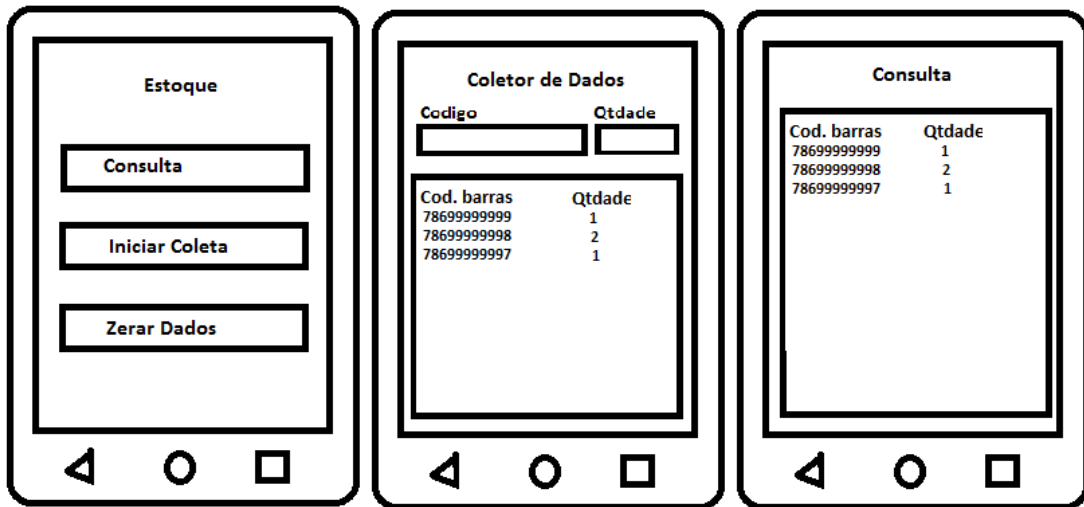 Estoque
Consulta
Iniciar Coleta
Zerar Dados
Coletor de Dados
Codigo Qtdade
Cod. barras Qtdade
78699999999 1
78699999998 2
78699999997 1
Consulta
Cod. barras Qtdade
78699999999 1
78699999998 2
78699999997 1